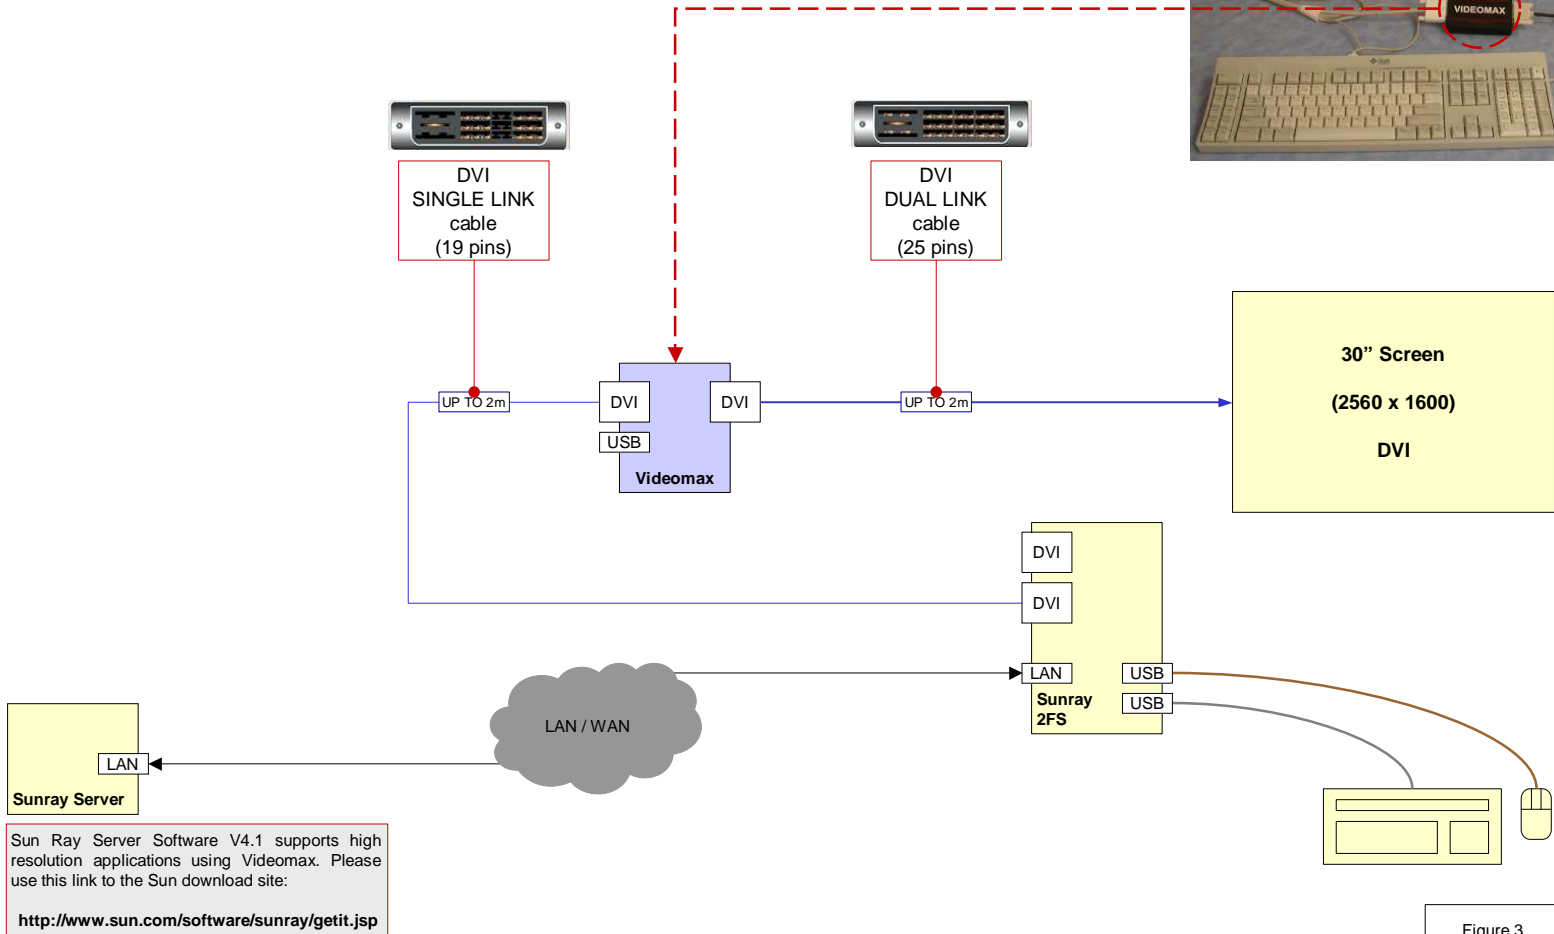 VIDEOMAX
Sun
DVI
SINGLE LINK
cable
(19 pins)
DVI
DUAL LINK
cable
(25 pins)
30” Screen
(2560 x 1600)
DVI
UP TO 2m
DVI
DVI
UP TO 2m
USB
Videomax
DVI
DVI
LAN
USB
Sunray
2FS
USB
LAN / WAN
LAN
Sunray Server
Sun Ray Server Software V4.1 supports high
resolution applications using Videomax. Please
use this link to the Sun download site:
http://www.sun.com/software/sunray/getit.jsp
Figure 3